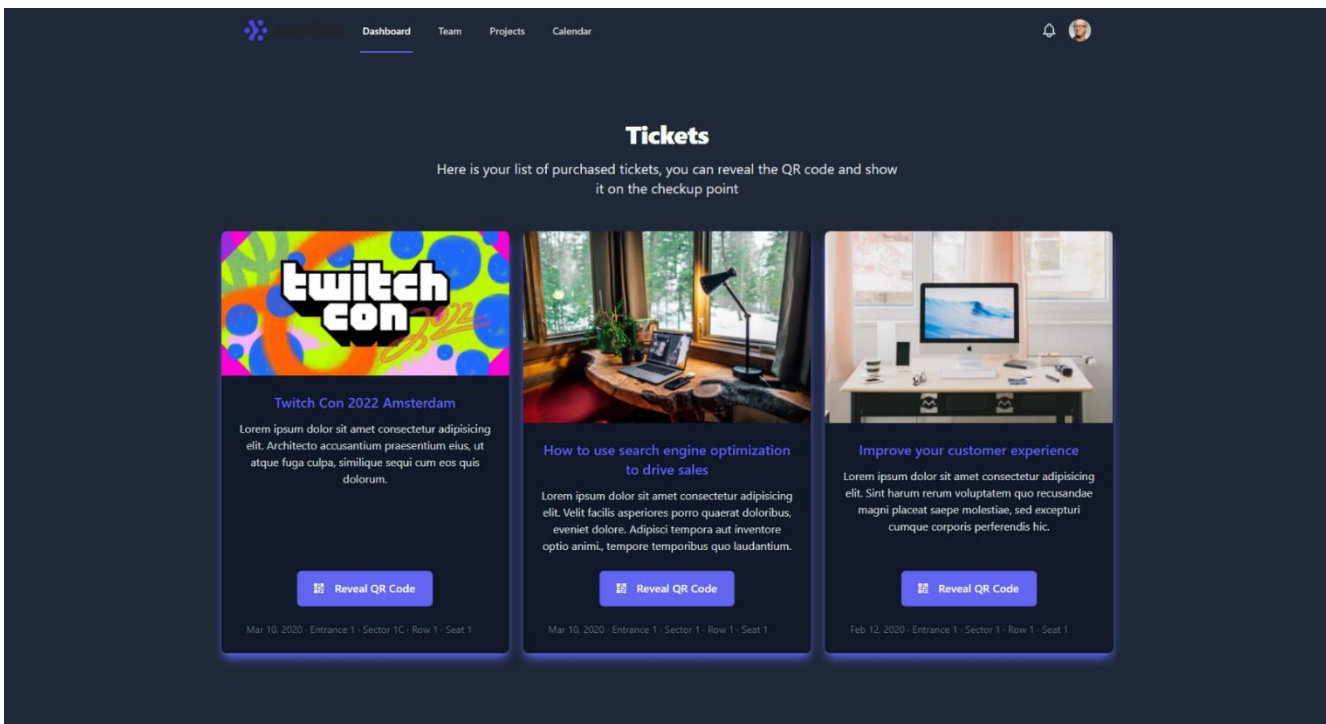 Dashboard Team Projects Calendar
Tickets
Here is your list of purchased tickets, you can reveal the QR code and show
it on the checkup point
twitch
con 2022
Twitch Con 2022 Amsterdam
Lorem ipsum dolor sit amet consectetur adipisicing
elit. Architecto accusantium praesentium eius, ut
atque fuga culpa, similique sequi cum eos quis
dolorum.
Reveal QR Code
Mar 10, 2020 · Entrance 1 · Sector 1C · Row 1 · Seat 1
How to use search engine optimization
to drive sales
Lorem ipsum dolor sit amet consectetur adipisicing
elit. Velit facilis asperiores porro quaerat doloribus,
eveniet dolore. Adipisci tempora aut inventore
optio animi., tempore temporibus quo laudantium.
Reveal QR Code
Mar 10, 2020 · Entrance 1 · Sector 1 · Row 1 · Seat 1
Improve your customer experience
Lorem ipsum dolor sit amet consectetur adipisicing
elit. Sint harum rerum voluptatem quo recusandae
magni placeat saepe molestiae, sed excepturi
cumque corporis perferendis hic.
Reveal QR Code
Feb 12, 2020 · Entrance 1 · Sector 1 · Row 1 · Seat 1